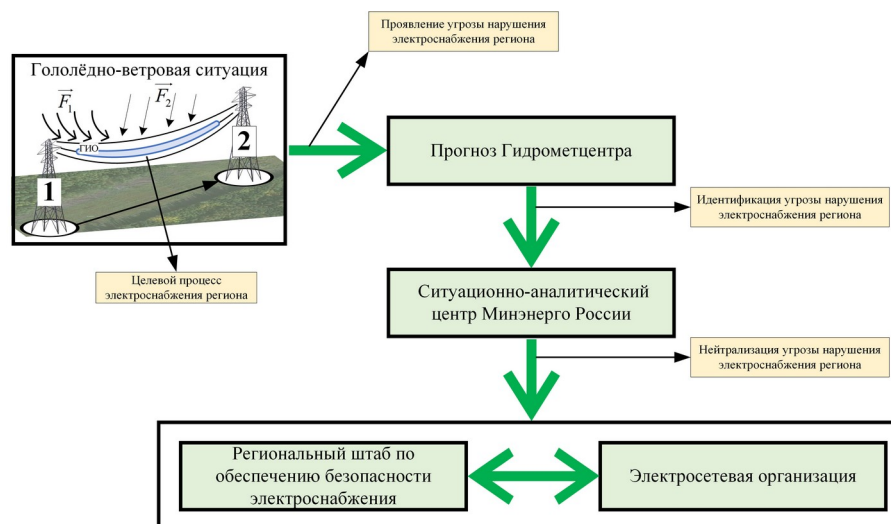 Проявление угрозы нарушения
электроснабжения региона
Гололёдно-ветровая ситуация
F₁
F₂
ГИО
1
2
Прогноз Гидрометцентра
Идентификация угрозы нарушения
электроснабжения региона
Целевой процесс
электроснабжения региона
Ситуационно-аналитический
центр Минэнерго России
Нейтрализация угрозы нарушения
электроснабжения региона
Региональный штаб по
обеспечению безопасности
электроснабжения
Электросетевая организация